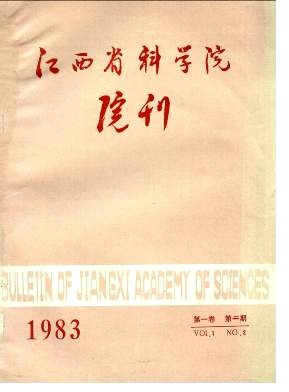 江西省科学院
院刊
BULLETIN OF JIANGXI ACADEMY OF SCIENCES
1983
第一卷 第二期
VOL.1 NO.2